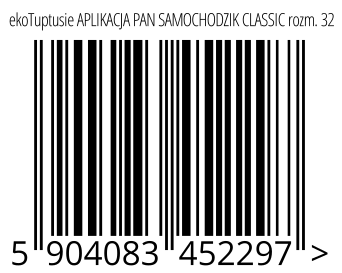 ekoTuptusie APLIKACJA PAN SAMOCHODZIK CLASSIC rozm. 32
5 904083 452297 >